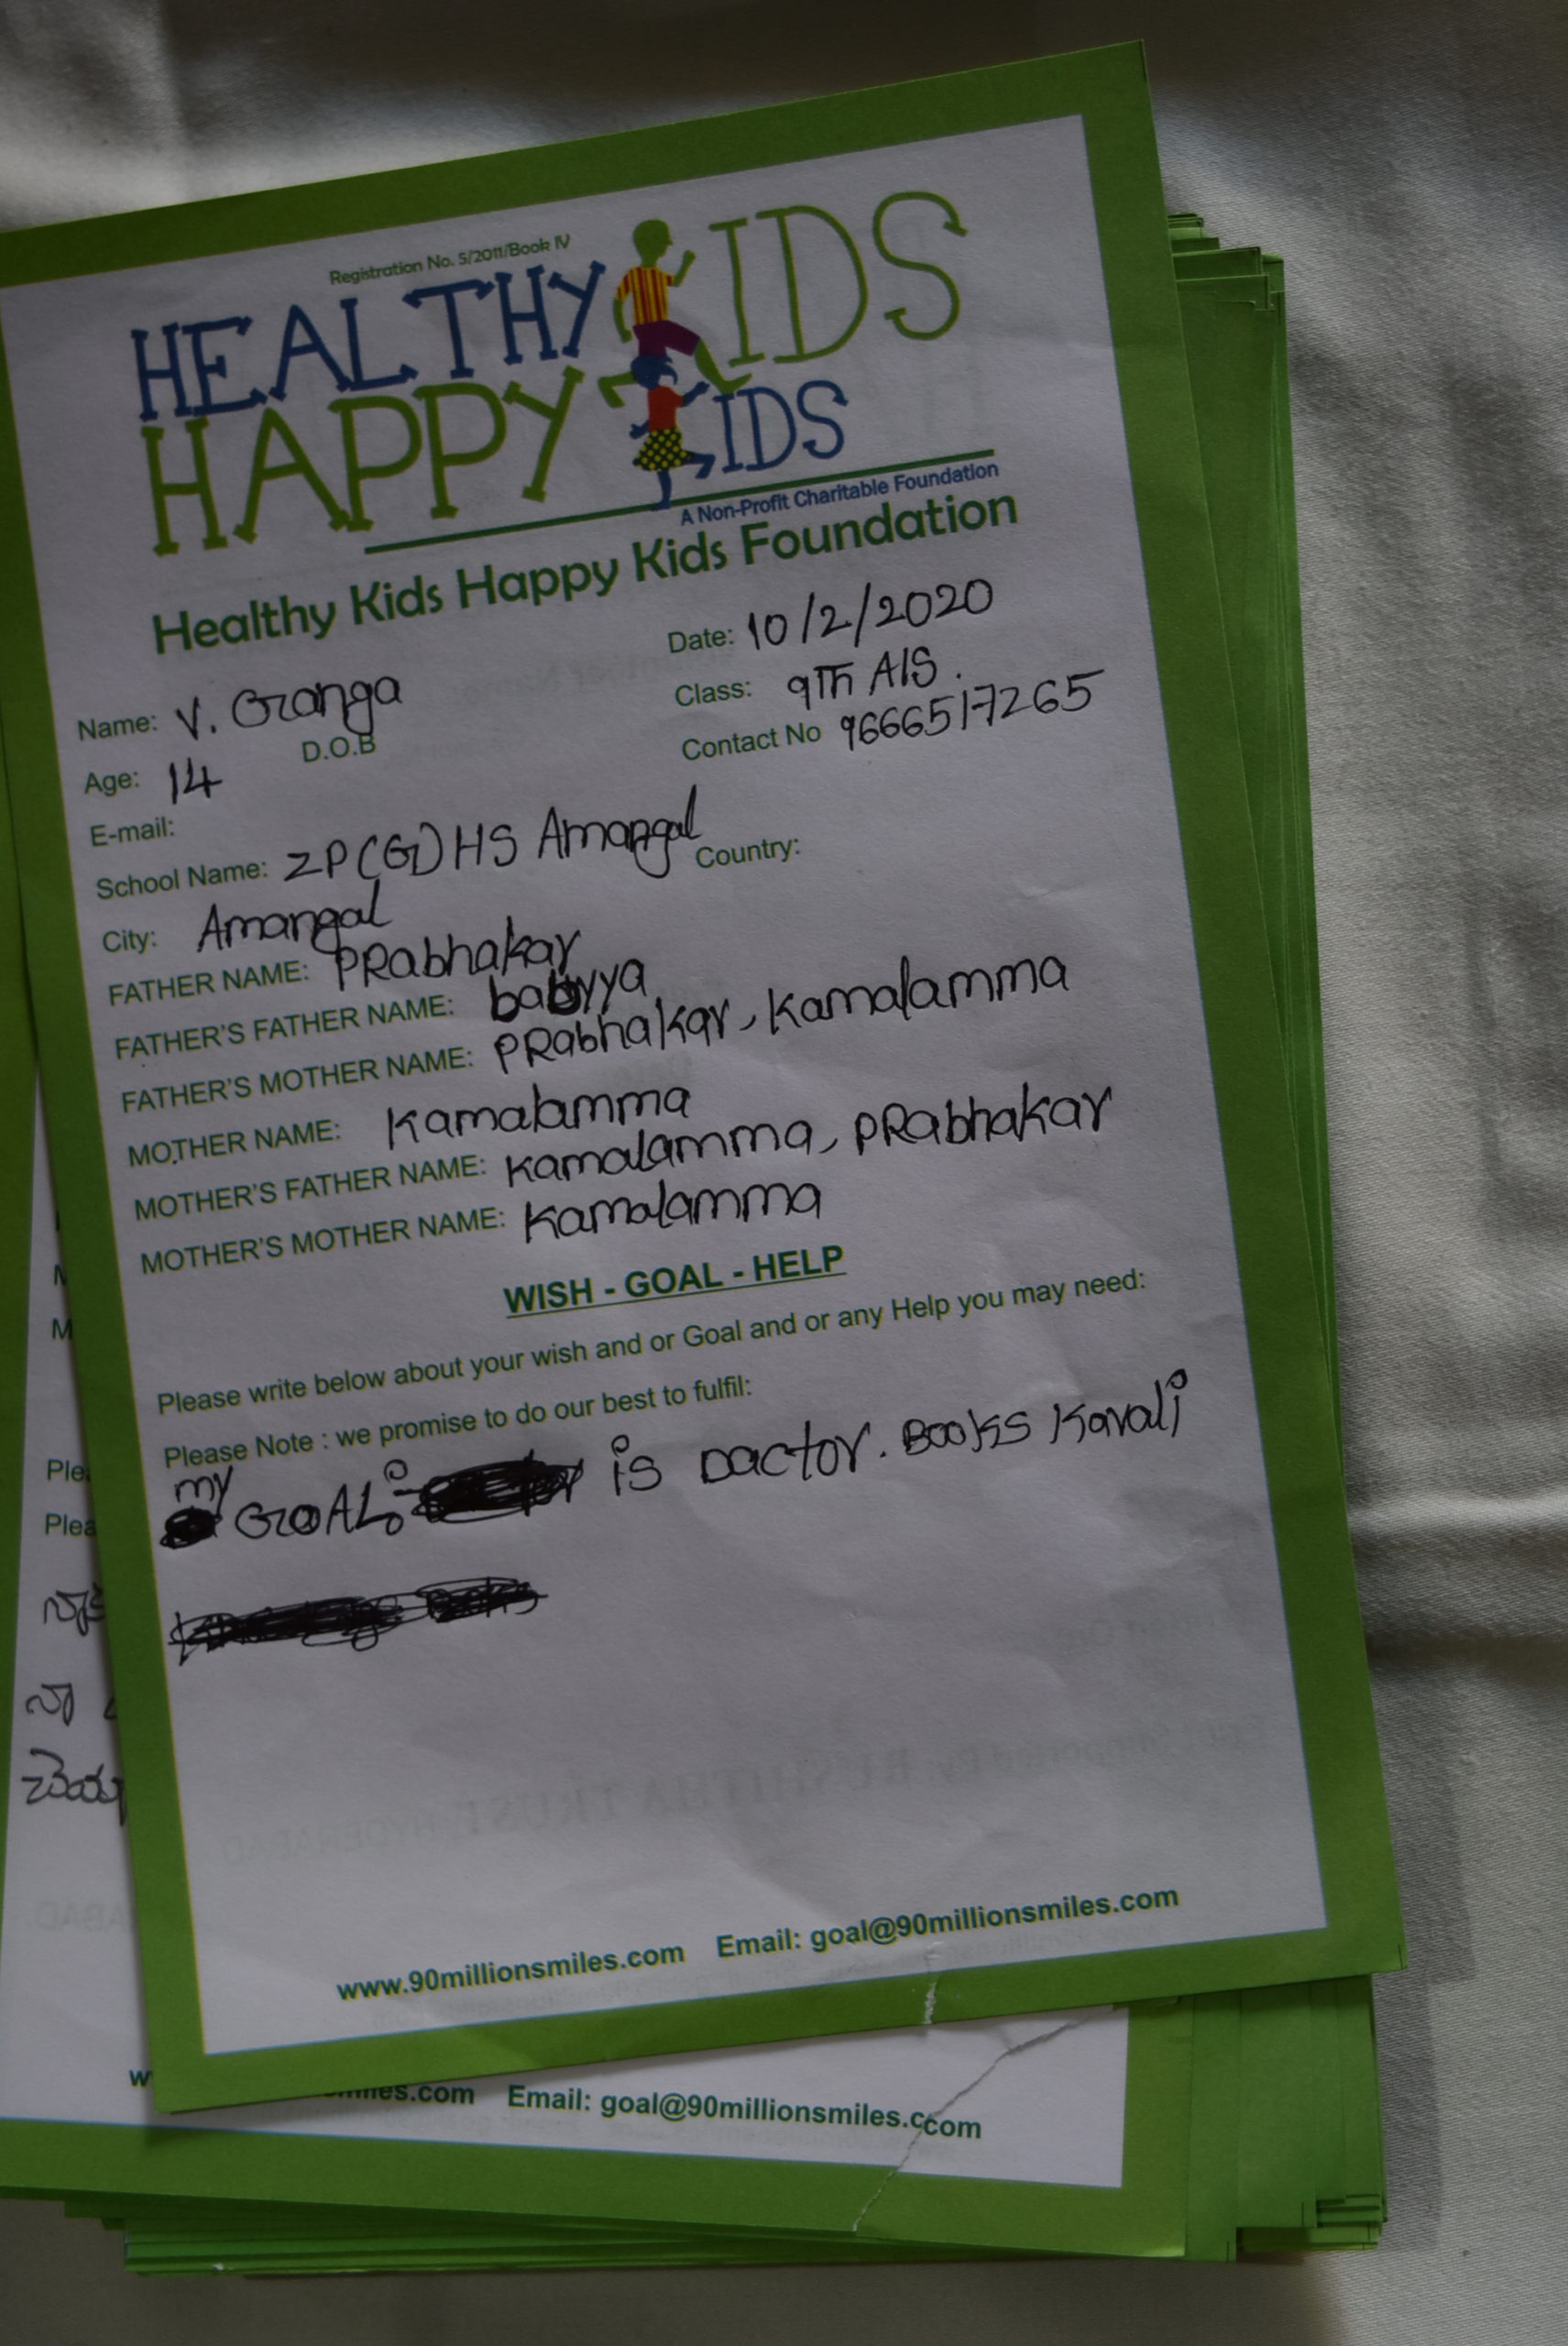 Registration No. 5/2011/Book IV
HEALTHY KIDS
HAPPY KIDS
A Non-Profit Charitable Foundation
Healthy Kids Happy Kids Foundation
Date: 10/2/2020
Name: V. Ganga
Class: 9Th A/S.
D.O.B
Age: 14
Contact No 9666517265
E-mail:
School Name: ZP(G)HS Amangal
Country:
City: Amangal
FATHER NAME: PRabhakar
FATHER'S FATHER NAME: babyya
FATHER'S MOTHER NAME: PRabhakar, Kamalamma
MOTHER NAME: Kamalamma
MOTHER'S FATHER NAME: Kamalamma, PRabhakar
MOTHER'S MOTHER NAME: Kamalamma
WISH - GOAL - HELP
Please write below about your wish and or Goal and or any Help you may need:
Please Note : we promise to do our best to fulfil:
my GOAL:- is Dactor. Books Kavali
www.90millionsmiles.com Email: goal@90millionsmiles.com
Email: goal@90millionsmiles.ccom